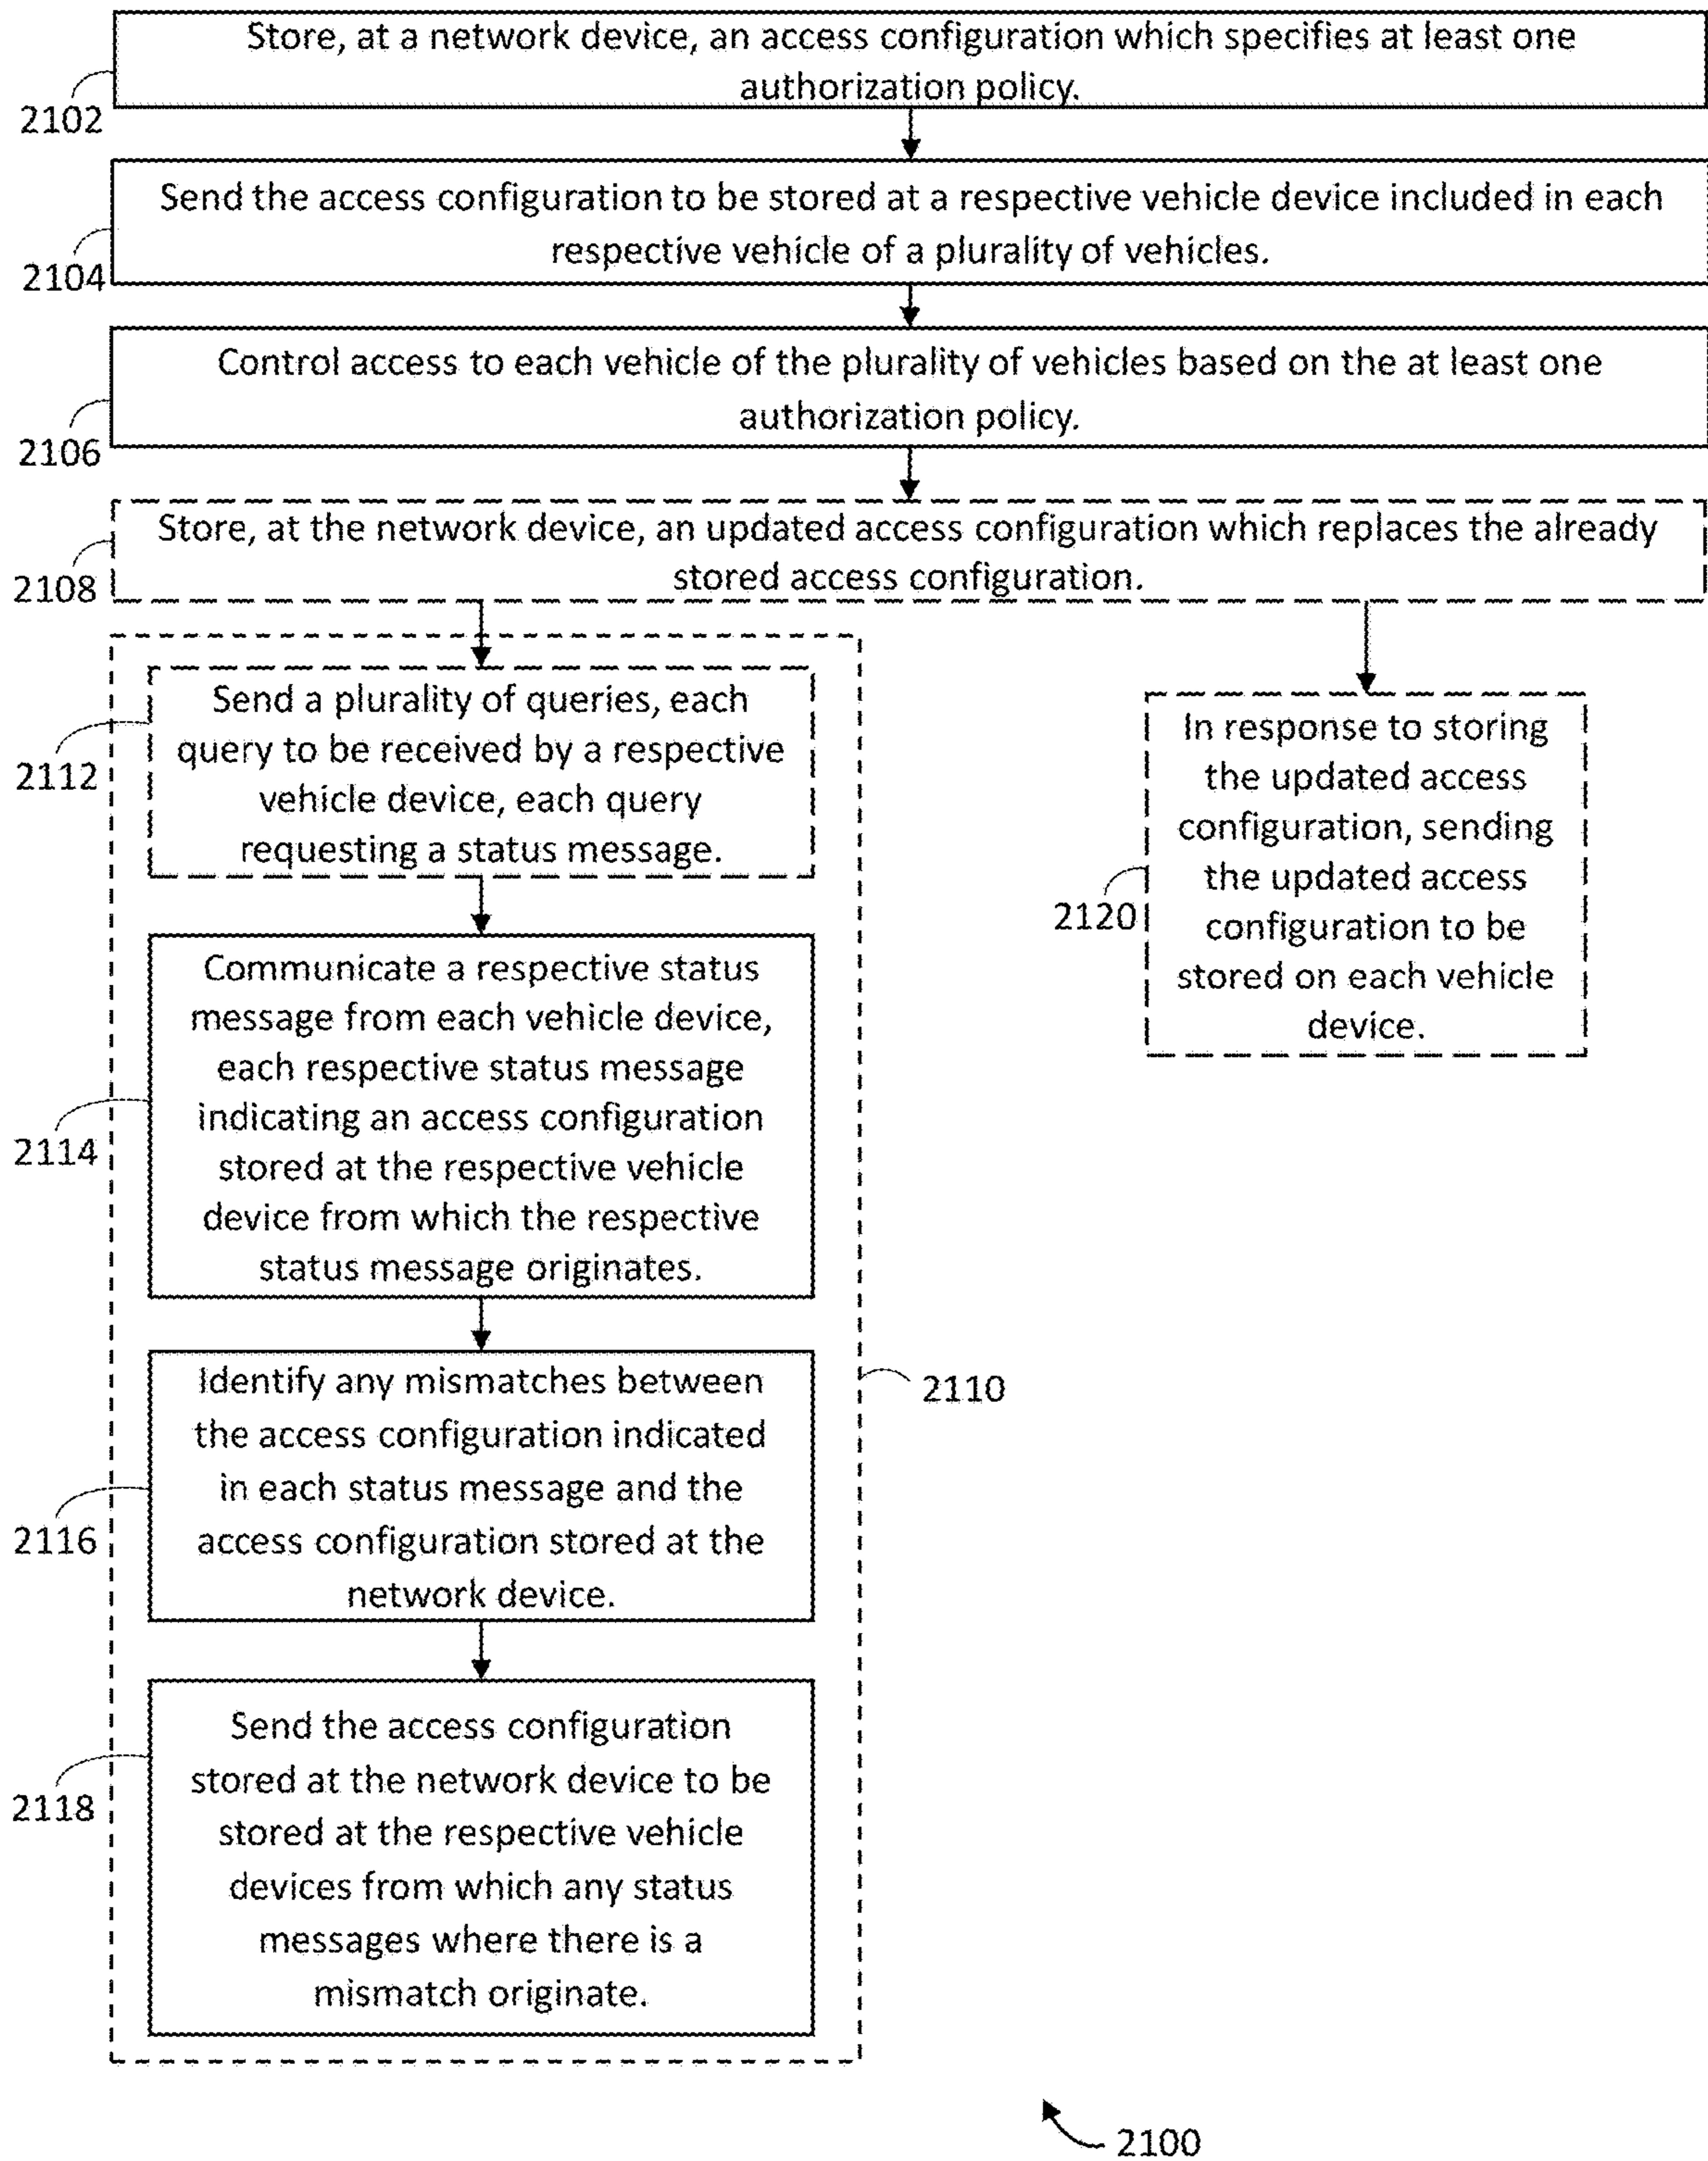 Store, at a network device, an access configuration which specifies at least one
authorization policy.
2102
Send the access configuration to be stored at a respective vehicle device included in each
respective vehicle of a plurality of vehicles.
2104
Control access to each vehicle of the plurality of vehicles based on the at least one
authorization policy.
2106
Store, at the network device, an updated access configuration which replaces the already
stored access configuration.
2108
Send a plurality of queries, each
query to be received by a respective
vehicle device, each query
requesting a status message.
2112
In response to storing
the updated access
configuration, sending
the updated access
configuration to be
stored on each vehicle
device.
2120
Communicate a respective status
message from each vehicle device,
each respective status message
indicating an access configuration
stored at the respective vehicle
device from which the respective
status message originates.
2114
Identify any mismatches between
the access configuration indicated
in each status message and the
access configuration stored at the
network device.
2116
2110
Send the access configuration
stored at the network device to be
stored at the respective vehicle
devices from which any status
messages where there is a
mismatch originate.
2118
2100